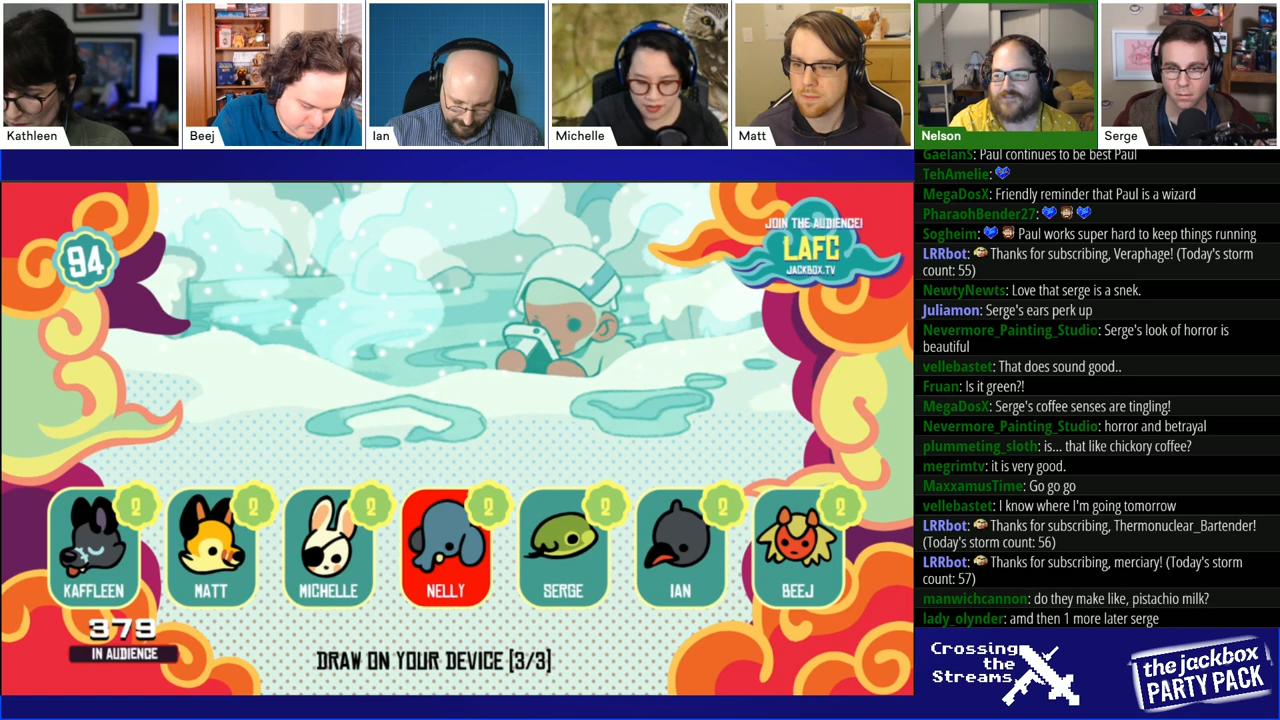 Kathleen
Beej
Ian
Michelle
Matt
Nelson
Serge
94
JOIN THE AUDIENCE!
LAFC
JACKBOX.TV
2
2
2
2
2
2
2
KAFFLEEN
MATT
MICHELLE
NELLY
SERGE
IAN
BEEJ
379
IN AUDIENCE
DRAW ON YOUR DEVICE [3/3]
GaelanS: Paul continues to be best Paul
TehAmelie:
MegaDosX: Friendly reminder that Paul is a wizard
PharaohBender27:
Sogheim: Paul works super hard to keep things running
LRRbot: Thanks for subscribing, Veraphage! (Today's storm
count: 55)
NewtyNewts: Love that serge is a snek.
Juliamon: Serge's ears perk up
Nevermore_Painting_Studio: Serge's look of horror is
beautiful
vellebastet: That does sound good..
Fruan: Is it green?!
MegaDosX: Serge's coffee senses are tingling!
Nevermore_Painting_Studio: horror and betrayal
plummeting_sloth: is... that like chickory coffee?
megrimtv: it is very good.
MaxxamusTime: Go go go
vellebastet: I know where I'm going tomorrow
LRRbot: Thanks for subscribing, Thermonuclear_Bartender!
(Today's storm count: 56)
LRRbot: Thanks for subscribing, merciary! (Today's storm
count: 57)
manwichcannon: do they make like, pistachio milk?
lady_olynder: amd then 1 more later serge
Crossing
the
Streams
the jackbox
PARTY PACK